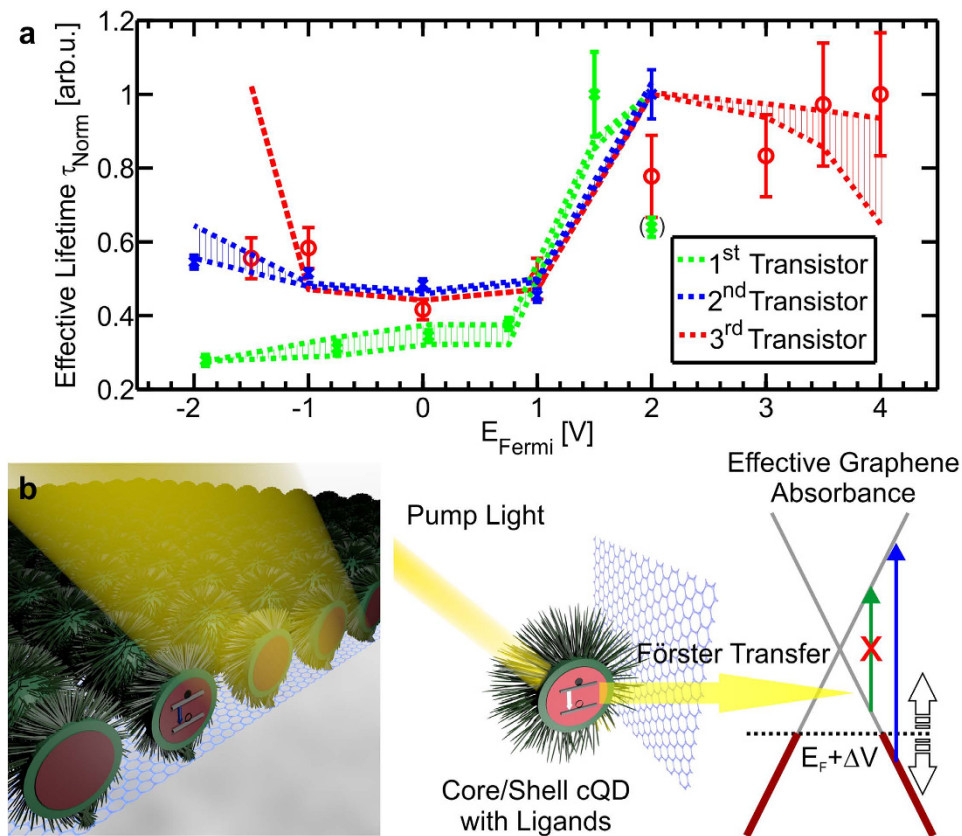 a
Effective Lifetime τNorm [arb.u.]
1.2
1
0.8
0.6
0.4
0.2
-2 -1 0 1 2 3 4
EFermi [V]
( )
1st Transistor
2nd Transistor
3rd Transistor
b
Pump Light
Effective Graphene
Absorbance
Förster Transfer
X
EF+ΔV
Core/Shell cQD
with Ligands